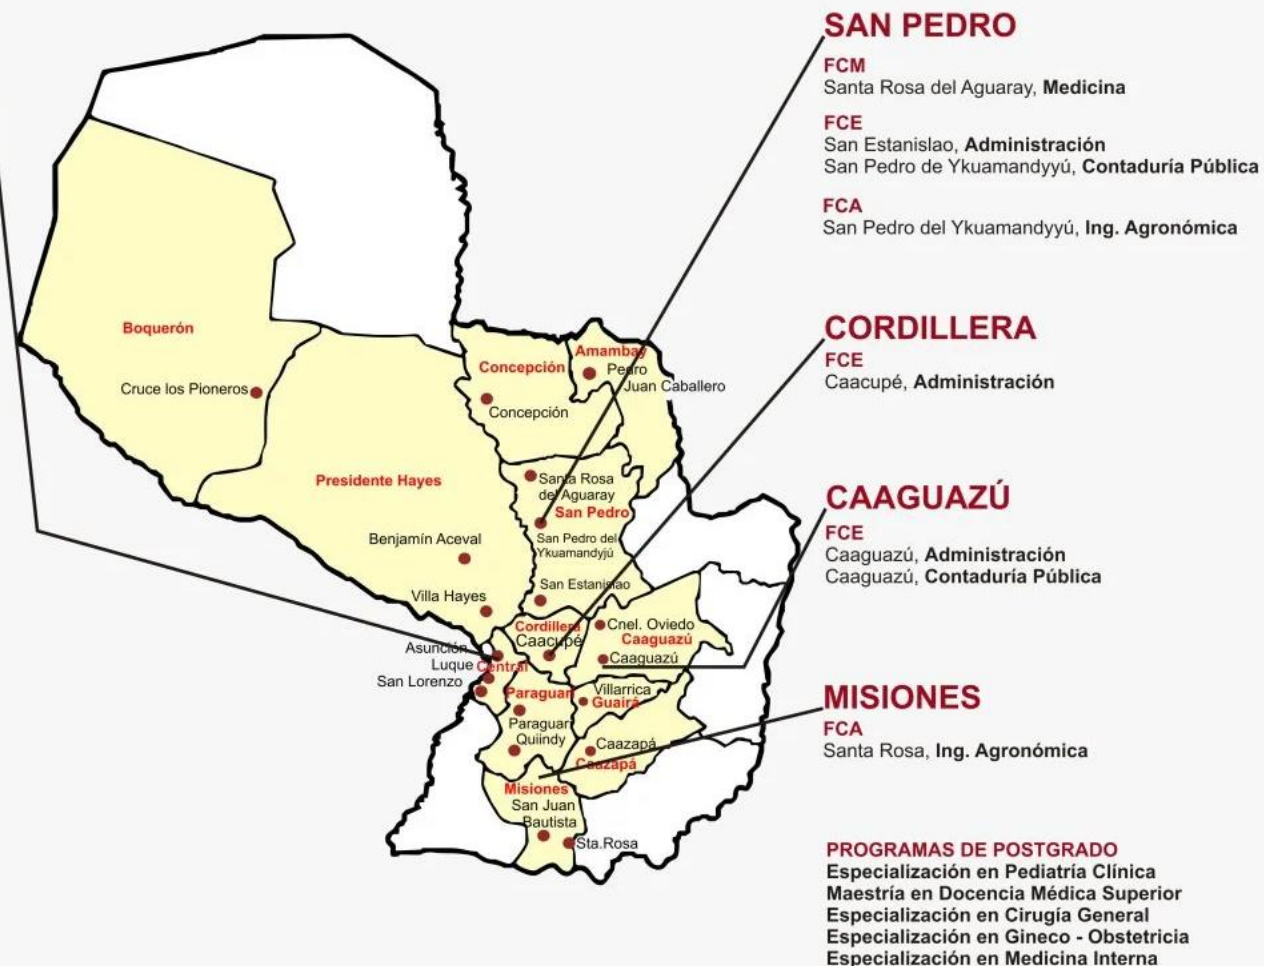 SAN PEDRO
FCM
Santa Rosa del Aguaray, Medicina
FCE
San Estanislao, Administración
San Pedro de Ykuamandyyú, Contaduría Pública
FCA
San Pedro del Ykuamandyyú, Ing. Agronómica
CORDILLERA
FCE
Caacupé, Administración
CAAGUAZÚ
FCE
Caaguazú, Administración
Caaguazú, Contaduría Pública
MISIONES
FCA
Santa Rosa, Ing. Agronómica
PROGRAMAS DE POSTGRADO
Especialización en Pediatría Clínica
Maestría en Docencia Médica Superior
Especialización en Cirugía General
Especialización en Gineco - Obstetricia
Especialización en Medicina Interna
Boquerón
Cruce los Pioneros
Presidente Hayes
Benjamín Aceval
Villa Hayes
Concepción
Concepción
Amambay
Pedro
Juan Caballero
Santa Rosa
del Aguaray
San Pedro
San Pedro del
Ykuamandyjú
San Estanislao
Cordillera
Caacupé
Cnel. Oviedo
Caaguazú
Caaguazú
Asunción
Luque
Central
San Lorenzo
Paraguar
Paraguar
Quiindy
Villarrica
Guairá
Caazapá
Caazapá
Misiones
San Juan
Bautista
Sta.Rosa